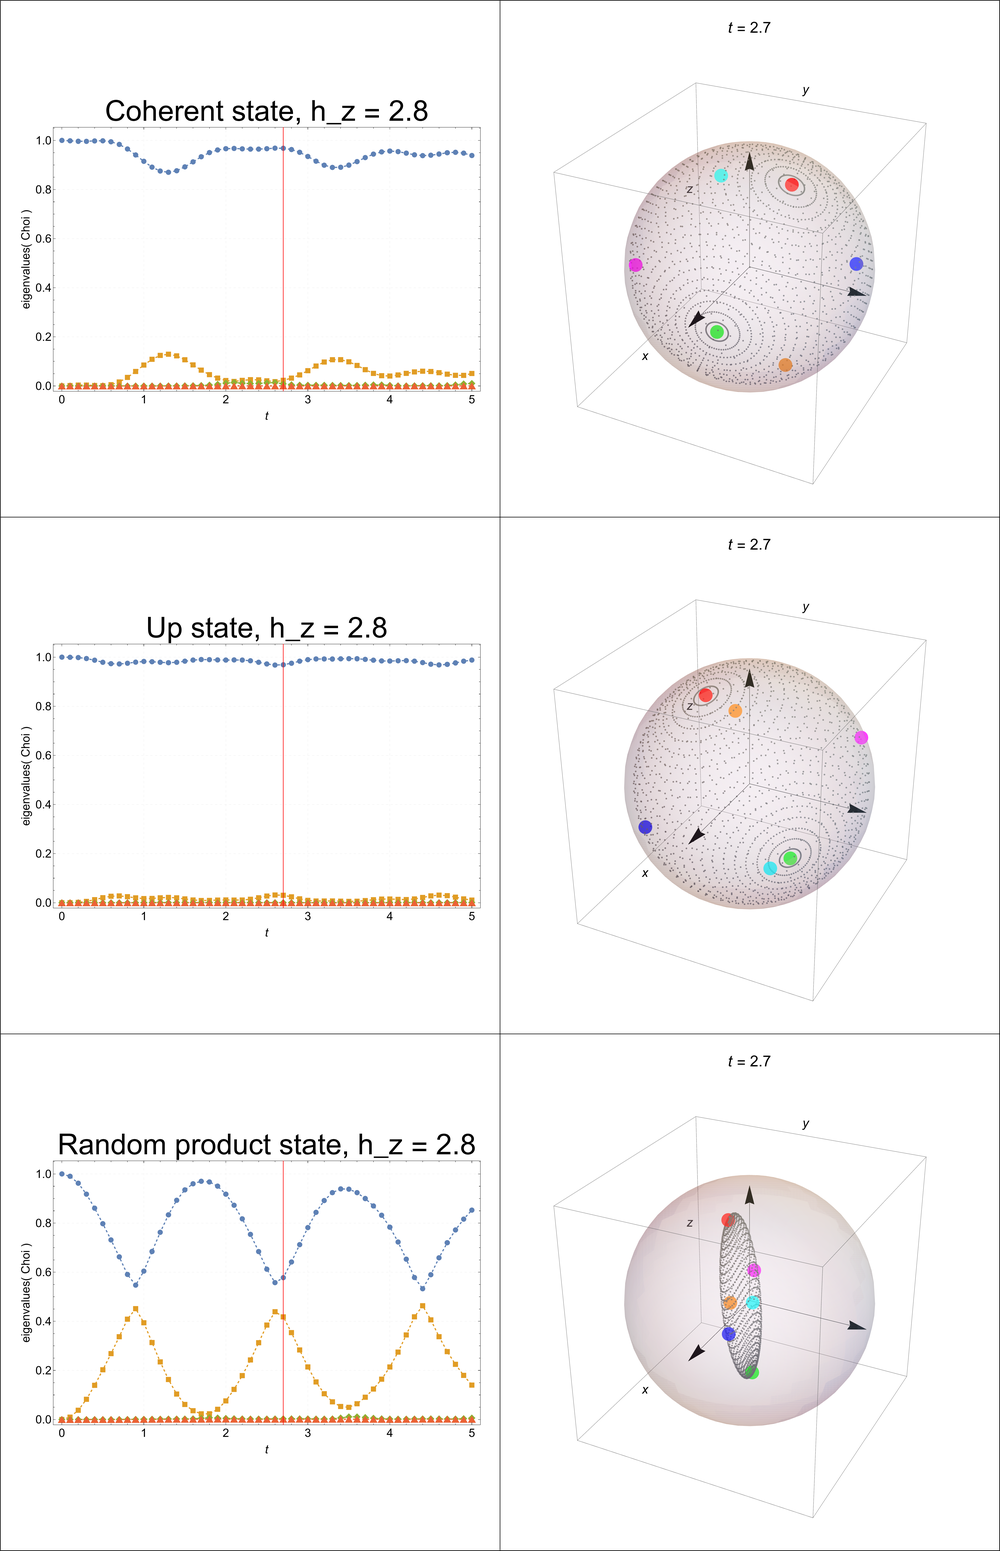 Coherent state, h_z = 2.8
eigenvalues( Choi )
1.0
0.8
0.6
0.4
0.2
0.0
0 1 2 3 4 5
t
t = 2.7
y
z
x
Up state, h_z = 2.8
eigenvalues( Choi )
1.0
0.8
0.6
0.4
0.2
0.0
0 1 2 3 4 5
t
t = 2.7
y
z
x
Random product state, h_z = 2.8
eigenvalues( Choi )
1.0
0.8
0.6
0.4
0.2
0.0
0 1 2 3 4 5
t
t = 2.7
y
z
x